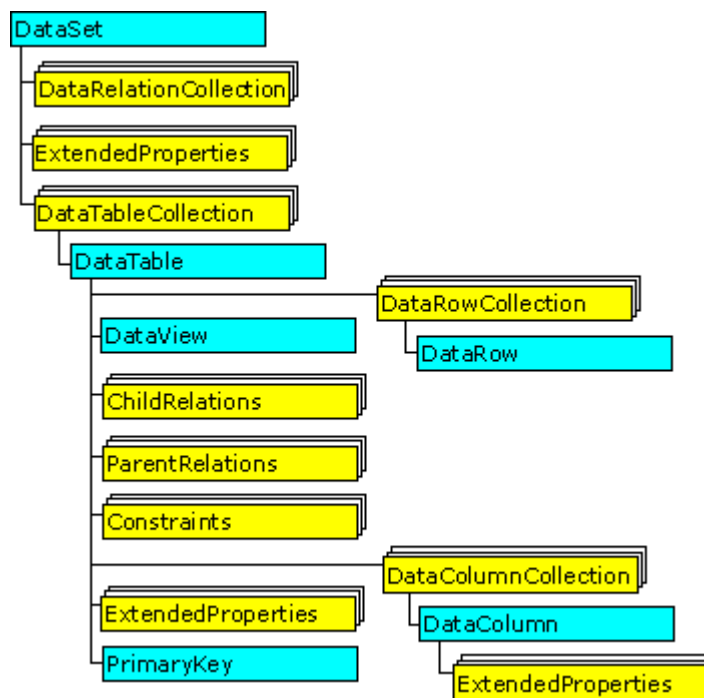 DataSet
DataRelationCollection
ExtendedProperties
DataTableCollection
DataTable
DataRowCollection
DataView
DataRow
ChildRelations
ParentRelations
Constraints
DataColumnCollection
ExtendedProperties
DataColumn
PrimaryKey
ExtendedProperties